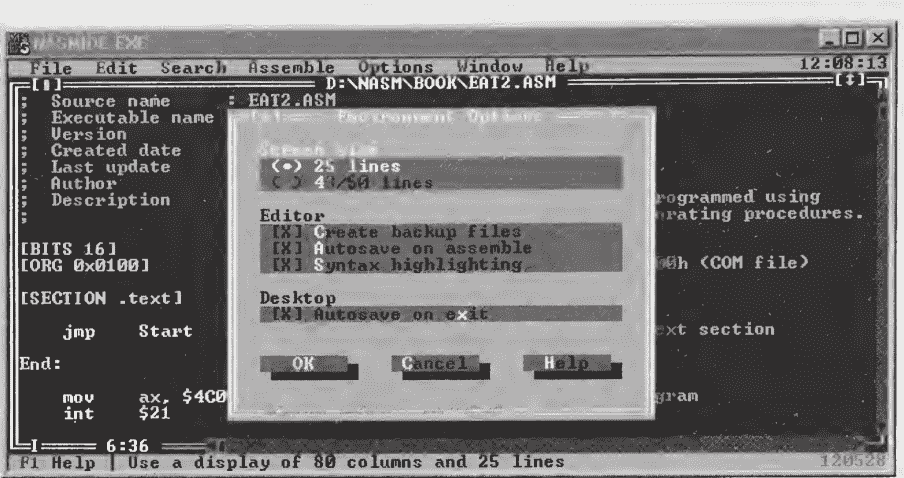 NASMIDE.EXE
File Edit Search Assemble Options Window Help 12:08:13
D:\NASM\BOOK\EAT2.ASM
; Source name : EAT2.ASM
; Executable name
; Version
; Created date
; Last update
; Author
; Description
;
rogrammed using
rating procedures.
[BITS 16]
[ORG 0x0100]
h (COM file)
[SECTION .text]
jmp Start
ext section
End:
mov ax, $4C0
gram
int $21
6:36
F1 Help | Use a display of 80 columns and 25 lines 120528
Environment Options
Screen size
(•) 25 lines
( ) 43/50 lines
Editor
[X] Create backup files
[X] Autosave on assemble
[X] Syntax highlighting
Desktop
[X] Autosave on exit
OK Cancel Help